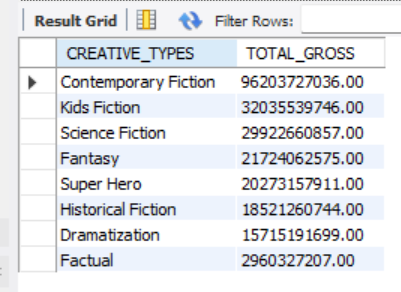 Result Grid Filter Rows:
CREATIVE_TYPES TOTAL_GROSS
Contemporary Fiction 96203727036.00
Kids Fiction 32035539746.00
Science Fiction 29922660857.00
Fantasy 21724062575.00
Super Hero 20273157911.00
Historical Fiction 18521260744.00
Dramatization 15715191699.00
Factual 2960327207.00